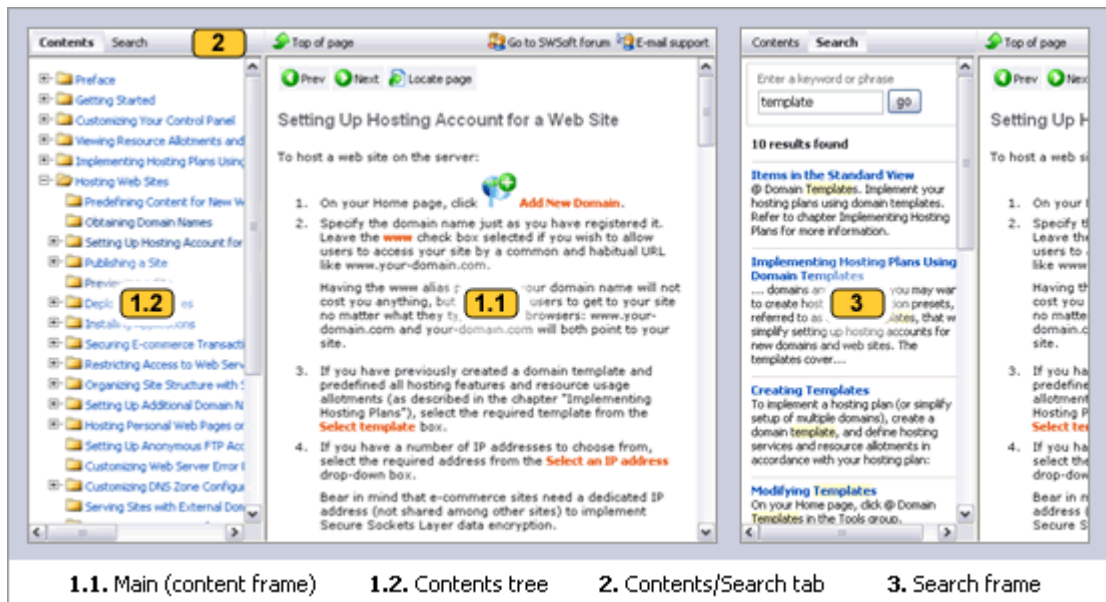 Contents Search
2
Top of page
Go to SWSoft forum
E-mail support
Preface
Getting Started
Customizing Your Control Panel
Viewing Resource Allotments and
Implementing Hosting Plans Using
Hosting Web Sites
Predefining Content for New W
Obtaining Domain Names
Setting Up Hosting Account for
Publishing a Site
1.2
Securing E-commerce Transacti
Restricting Access to Web Serv
Organizing Site Structure with S
Setting Up Additional Domain N
Hosting Personal Web Pages or
Setting Up Anonymous FTP Acc
Customizing Web Server Error
Customizing DNS Zone Configur
Serving Sites with External Dom
Prev Next Locate page
Setting Up Hosting Account for a Web Site
To host a web site on the server:
1. On your Home page, click Add New Domain.
2. Specify the domain name just as you have registered it.
Leave the www check box selected if you wish to allow
users to access your site by a common and habitual URL
like www.your-domain.com.
Having the www alias our domain name will not
cost you anything, but users to get to your site
no matter what they browsers: www.your-
domain.com and your-domain.com will both point to your
site.
1.1
3. If you have previously created a domain template and
predefined all hosting features and resource usage
allotments (as described in the chapter "Implementing
Hosting Plans"), select the required template from the
Select template box.
4. If you have a number of IP addresses to choose from,
select the required address from the Select an IP address
drop-down box.
Bear in mind that e-commerce sites need a dedicated IP
address (not shared among other sites) to implement
Secure Sockets Layer data encryption.
Contents Search
Top of page
Enter a keyword or phrase
template go
10 results found
Items in the Standard View
@ Domain Templates. Implement your
hosting plans using domain templates.
Refer to chapter Implementing Hosting
Plans for more information.
Implementing Hosting Plans Using
Domain Templates
.... domains you may war
to create host on presets,
referred to as ates, that w
simplify setting up hosting accounts for
new domains and web sites. The
templates cover....
3
Creating Templates
To implement a hosting plan (or simplify
setup of multiple domains), create a
domain template, and define hosting
services and resource allotments in
accordance with your hosting plan:
Modifying Templates
On your Home page, click @ Domain
Templates in the Tools group.
Prev Nex
Setting Up H
To host a web si
1. On your
2. Specify t
Leave the
users to
like www
Having th
cost you
no matte
domain.c
site.
3. If you ha
predefine
allotment
Hosting P
Select ter
4. If you ha
select the
drop-dow
Bear in m
address (
Secure S
1.1. Main (content frame) 1.2. Contents tree 2. Contents/Search tab 3. Search frame